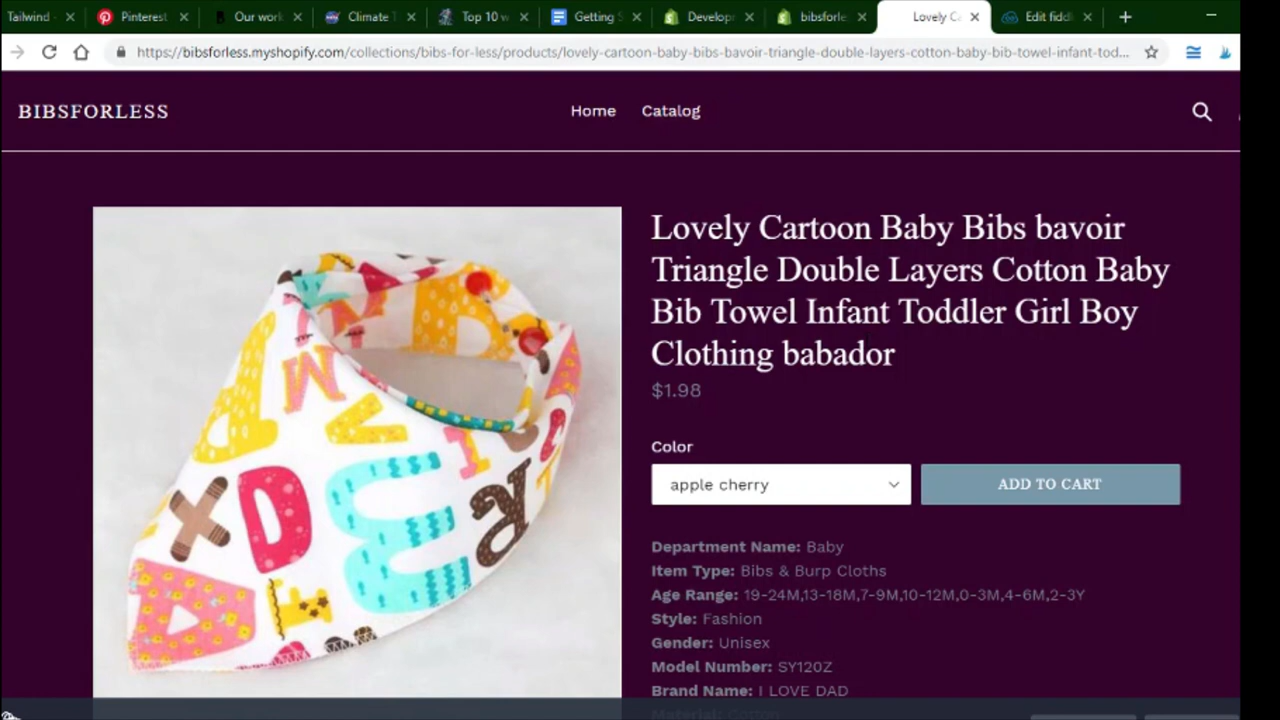 Tailwind
Pinterest
Our work
Climate T
Top 10 w
Getting S
Develop
bibsforle
Lovely Ca
Edit fiddl
https://bibsforless.myshopify.com/collections/bibs-for-less/products/lovely-cartoon-baby-bibs-bavoir-triangle-double-layers-cotton-baby-bib-towel-infant-tod...
BIBSFORLESS
Home
Catalog
Lovely Cartoon Baby Bibs bavoir
Triangle Double Layers Cotton Baby
Bib Towel Infant Toddler Girl Boy
Clothing babador
$1.98
Color
apple cherry
ADD TO CART
Department Name: Baby
Item Type: Bibs & Burp Cloths
Age Range: 19-24M,13-18M,7-9M,10-12M,0-3M,4-6M,2-3Y
Style: Fashion
Gender: Unisex
Model Number: SY120Z
Brand Name: I LOVE DAD
Material: Cotton